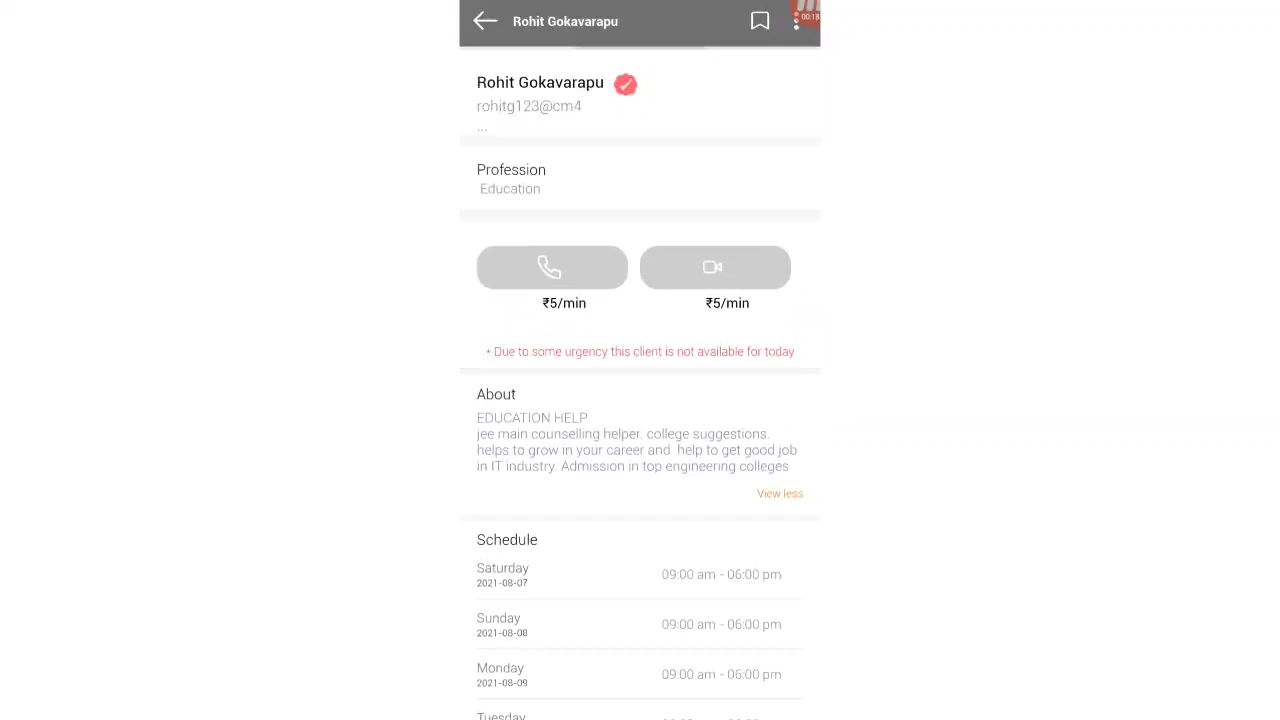 Rohit Gokavarapu
00:13
Rohit Gokavarapu
rohitg123@cm4
...
Profession
Education
₹5/min
₹5/min
* Due to some urgency this client is not available for today
About
EDUCATION HELP
jee main counselling helper. college suggestions.
helps to grow in your career and help to get good job
in IT industry. Admission in top engineering colleges
View less
Schedule
Saturday
09:00 am - 06:00 pm
2021-08-07
Sunday
09:00 am - 06:00 pm
2021-08-08
Monday
09:00 am - 06:00 pm
2021-08-09
Tuesday